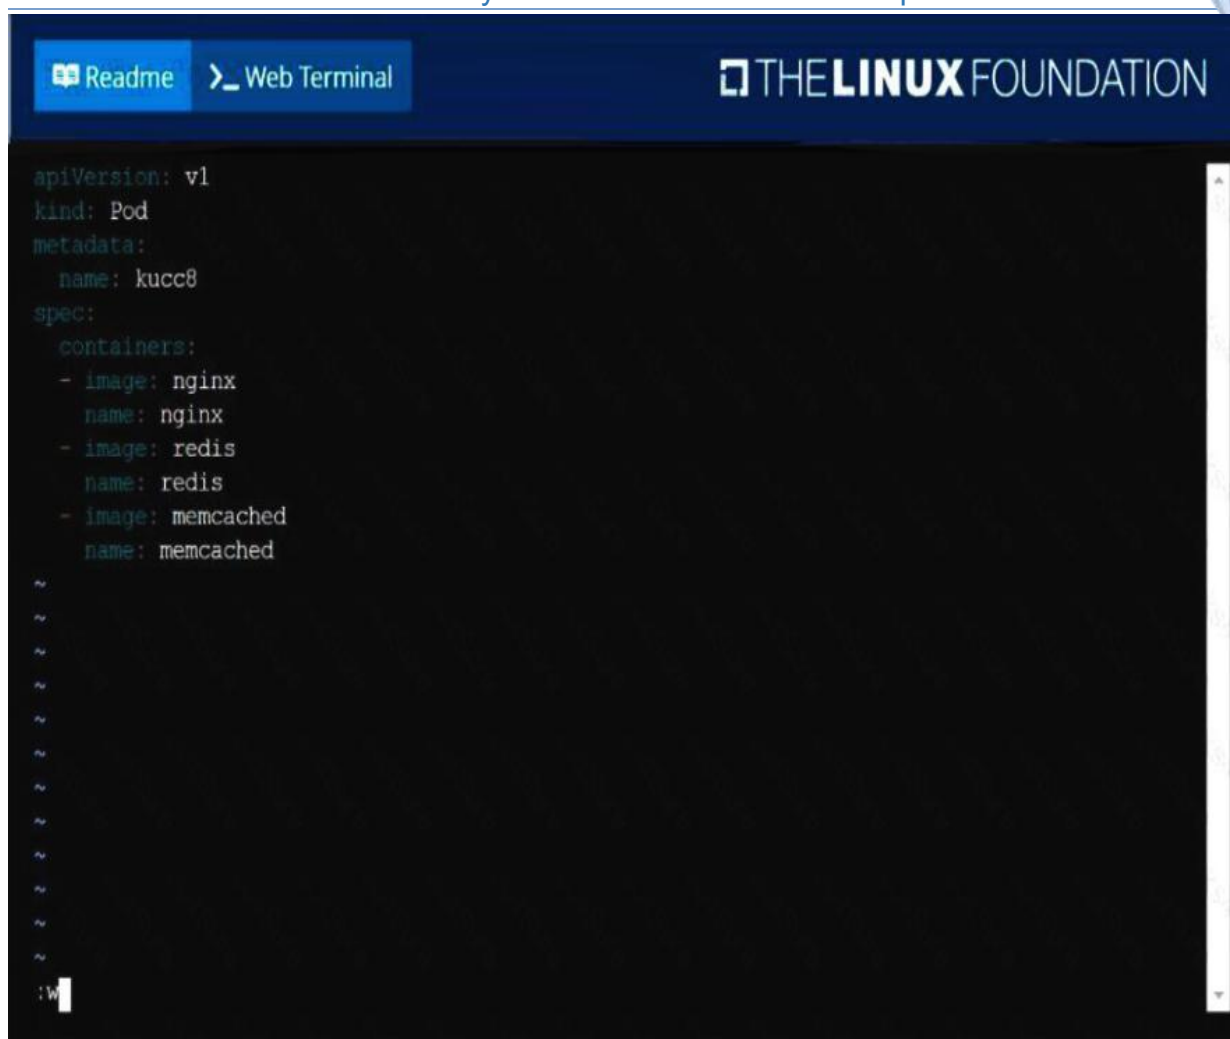 Readme
>_ Web Terminal
THE LINUX FOUNDATION
apiVersion: v1
kind: Pod
metadata:
  name: kucc8
spec:
  containers:
  - image: nginx
    name: nginx
  - image: redis
    name: redis
  - image: memcached
    name: memcached
~
~
~
~
~
~
~
~
~
~
~
~
:w